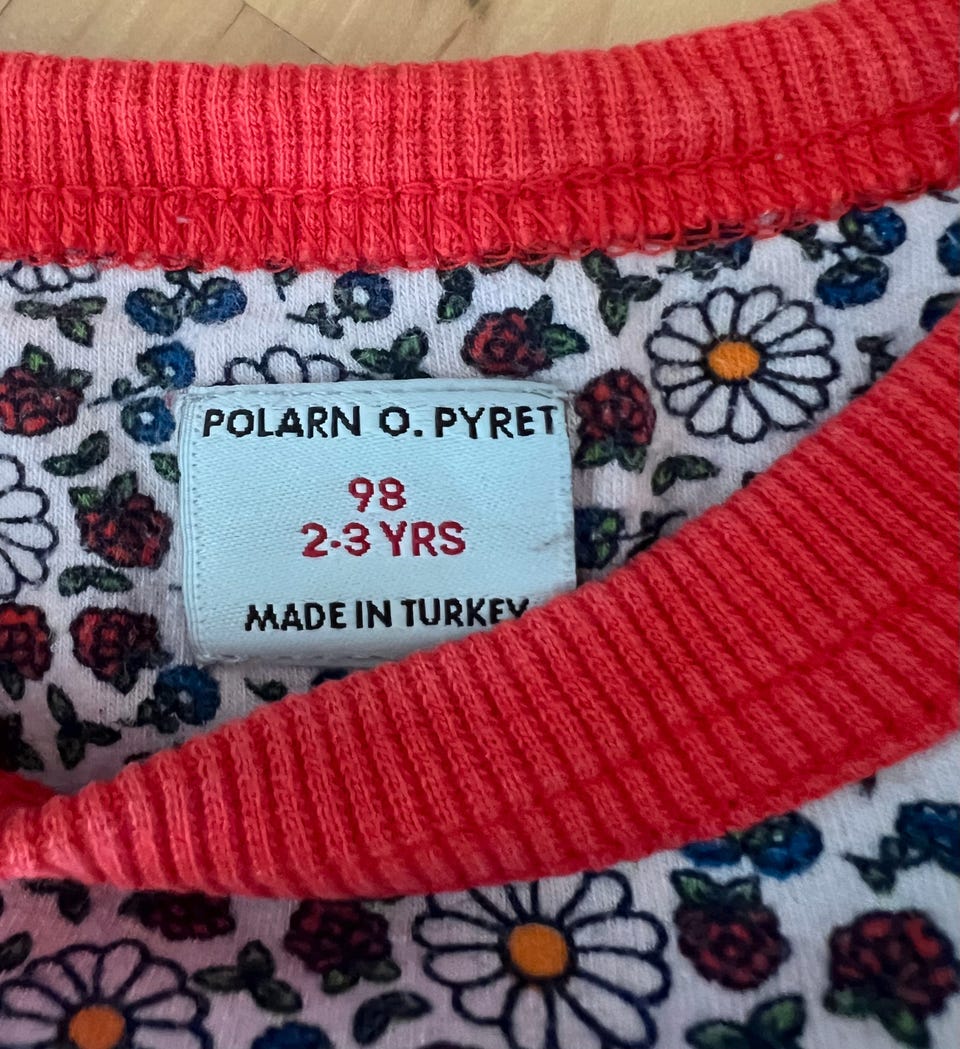 POLARN O. PYRET
98
2-3 YRS
MADE IN TURKEY